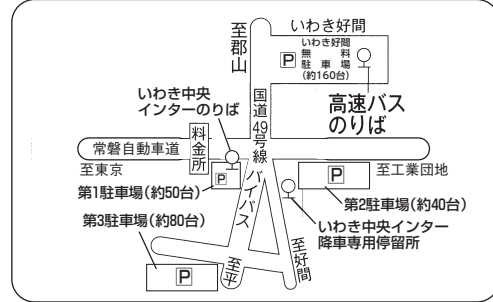 いわき好間
至郡山
いわき好間
無料
駐車場
(約160台)
P
高速バス
のりば
いわき中央
インターのりば
国道49号線バイパス
料金所
常磐自動車道
至東京
P
第1駐車場(約50台)
P
至工業団地
第2駐車場(約40台)
第3駐車場(約80台)
いわき中央インター
降車専用停留所
至好間
至平
P